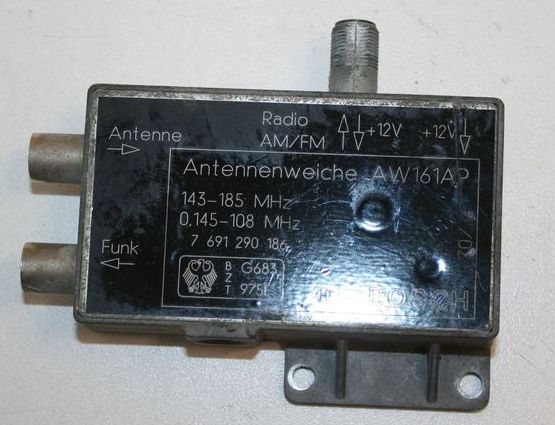 Radio
AM/FM +12V +12V
Antenne
Antennenweiche AW161AP
143-185 MHz
0,145-108 MHz
7 691 290 186
Funk
B G683
Z
T 975L
BOSCH